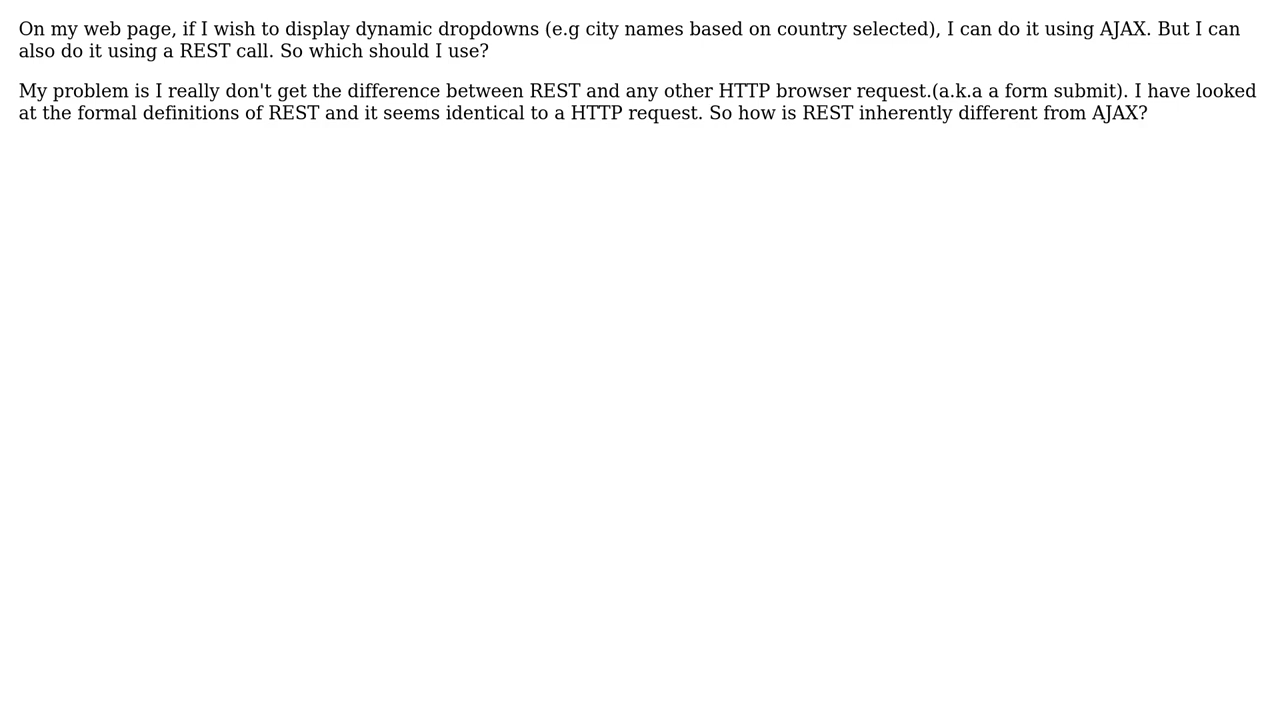 On my web page, if I wish to display dynamic dropdowns (e.g city names based on country selected), I can do it using AJAX. But I can
also do it using a REST call. So which should I use?
My problem is I really don't get the difference between REST and any other HTTP browser request.(a.k.a a form submit). I have looked
at the formal definitions of REST and it seems identical to a HTTP request. So how is REST inherently different from AJAX?